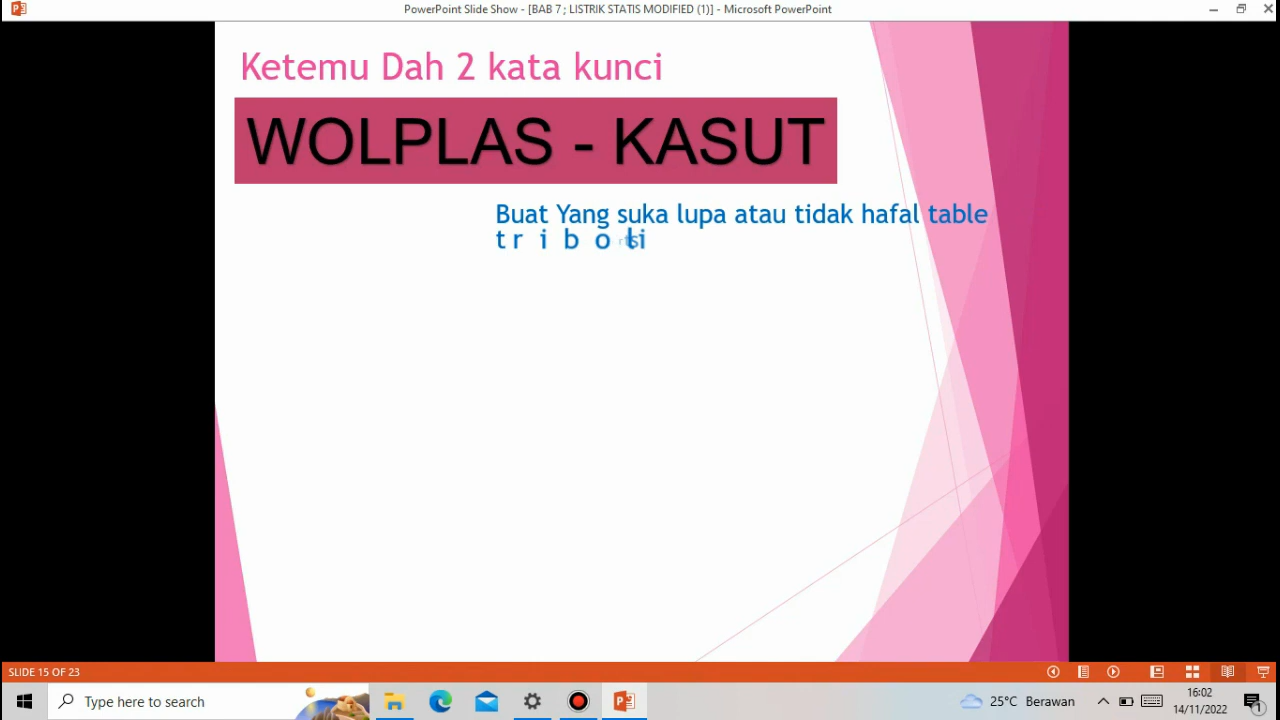 PowerPoint Slide Show - [BAB 7 ; LISTRIK STATIS MODIFIED (1)] - Microsoft PowerPoint
Ketemu Dah 2 kata kunci
WOLPLAS - KASUT
Buat Yang suka lupa atau tidak hafal table
SLIDE 15 OF 23
Type here to search
25°C Berawan
16:02
14/11/2022
1